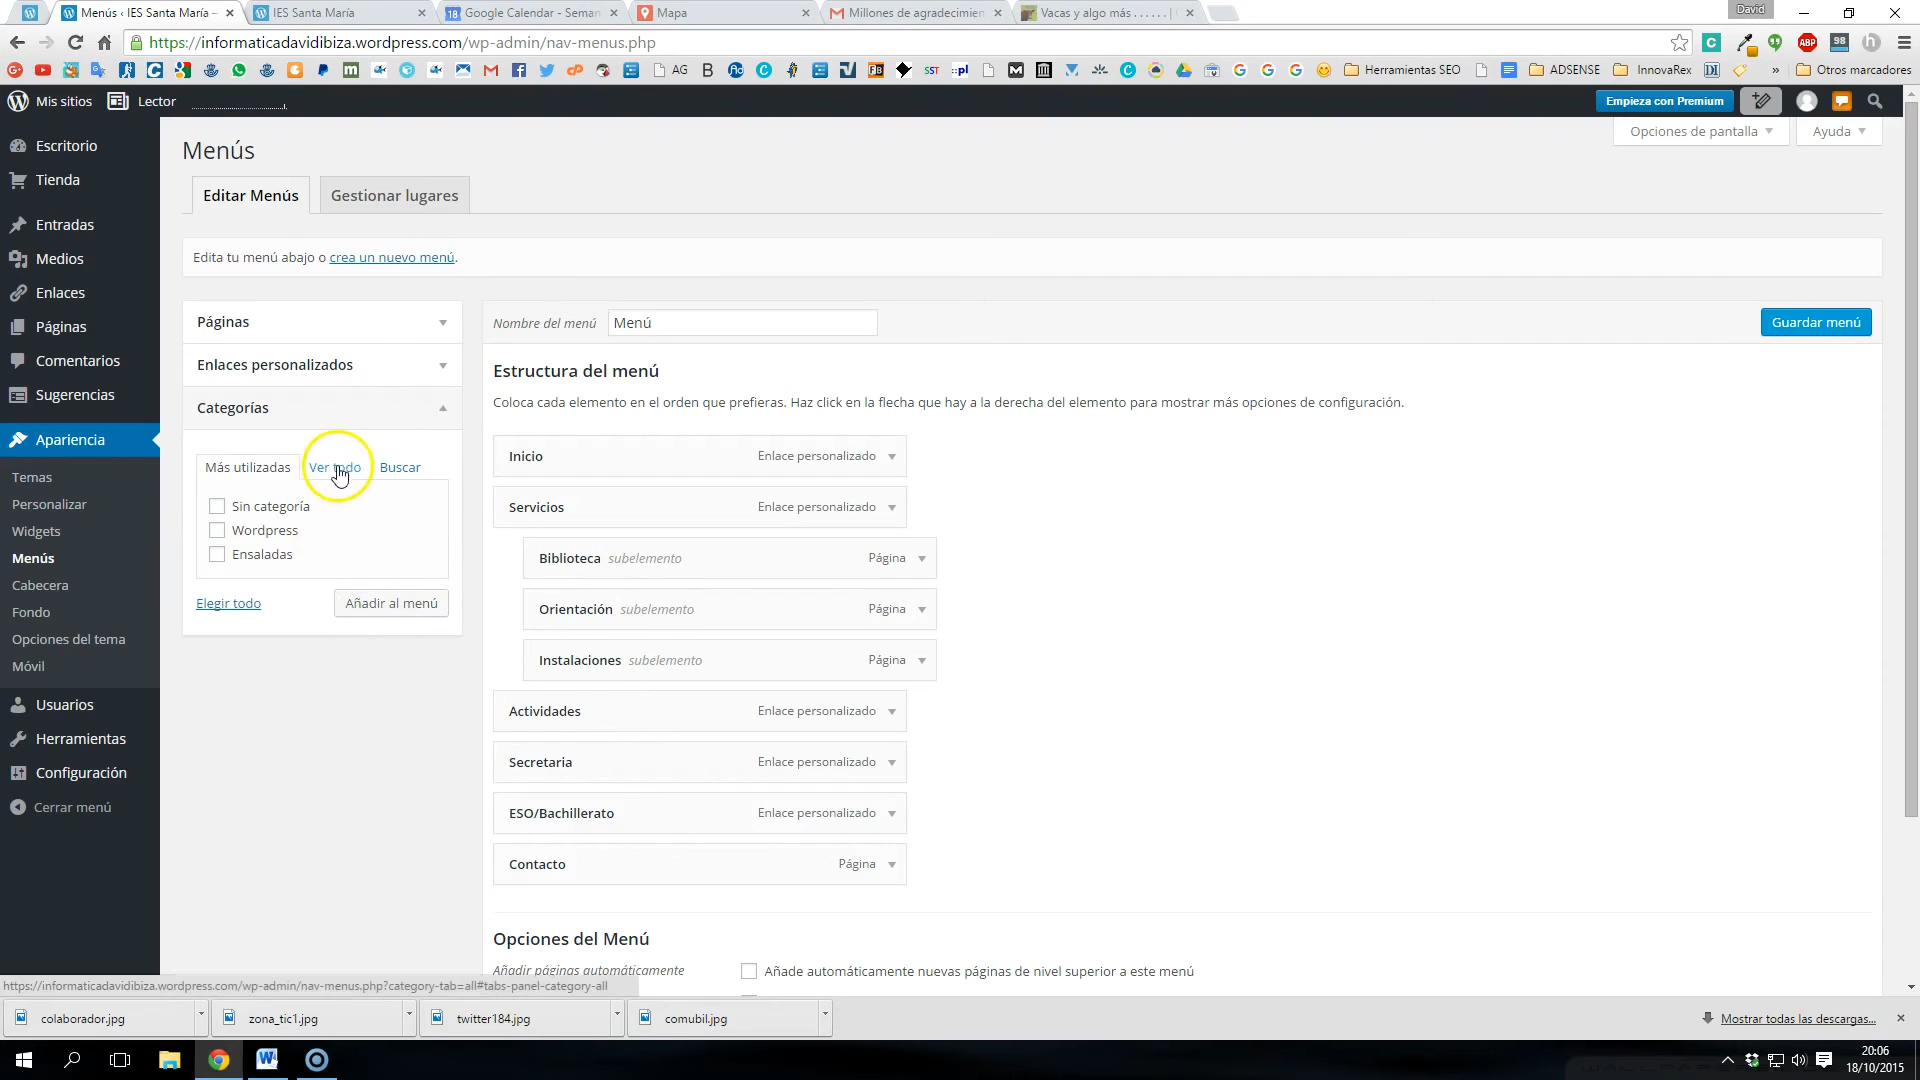 Menús ‹ IES Santa María –
IES Santa María
Google Calendar - Seman
Mapa
Millones de agradecimien
Vacas y algo más . . . . . . |
David
https://informaticadavidibiza.wordpress.com/wp-admin/nav-menus.php
AG
Herramientas SEO
ADSENSE
InnovaRex
Otros marcadores
Mis sitios
Lector
Empieza con Premium
Escritorio
Tienda
Entradas
Medios
Enlaces
Páginas
Comentarios
Sugerencias
Apariencia
Temas
Personalizar
Widgets
Menús
Cabecera
Fondo
Opciones del tema
Móvil
Usuarios
Herramientas
Configuración
Cerrar menú
Opciones de pantalla
Ayuda
Menús
Editar Menús
Gestionar lugares
Edita tu menú abajo o crea un nuevo menú.
Páginas
Enlaces personalizados
Categorías
Más utilizadas
Ver todo
Buscar
Sin categoría
Wordpress
Ensaladas
Elegir todo
Añadir al menú
Nombre del menú
Menú
Guardar menú
Estructura del menú
Coloca cada elemento en el orden que prefieras. Haz click en la flecha que hay a la derecha del elemento para mostrar más opciones de configuración.
Inicio Enlace personalizado
Servicios Enlace personalizado
Biblioteca subelemento Página
Orientación subelemento Página
Instalaciones subelemento Página
Actividades Enlace personalizado
Secretaria Enlace personalizado
ESO/Bachillerato Enlace personalizado
Contacto Página
Opciones del Menú
Añadir páginas automáticamente
Añade automáticamente nuevas páginas de nivel superior a este menú
https://informaticadavidibiza.wordpress.com/wp-admin/nav-menus.php?category-tab=all#tabs-panel-category-all
colaborador.jpg
zona_tic1.jpg
twitter184.jpg
comubil.jpg
Mostrar todas las descargas...
20:06
18/10/2015